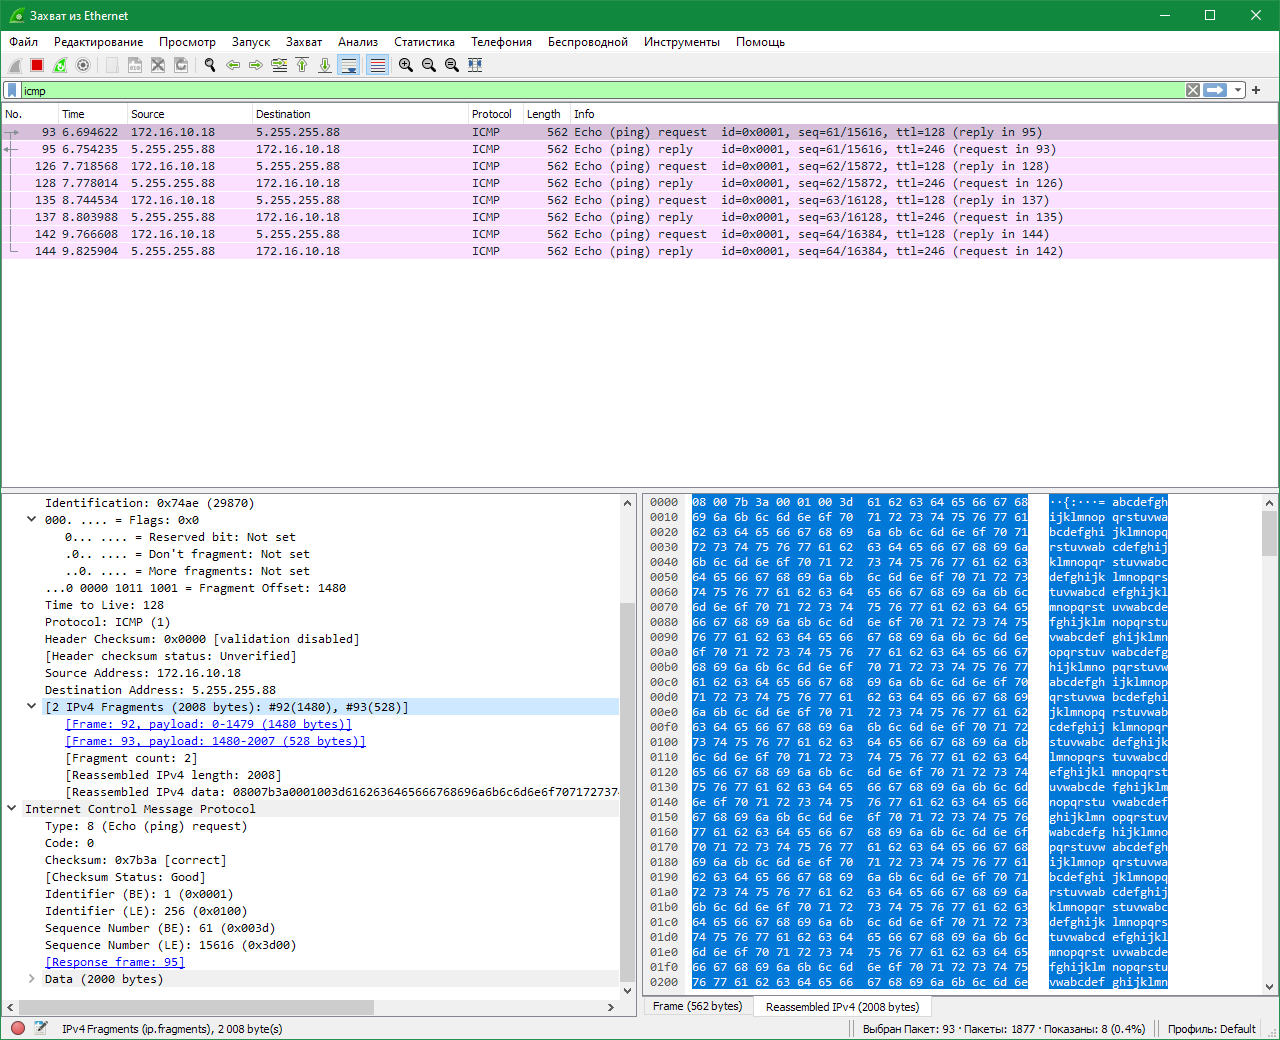 Захват из Ethernet
Файл Редактирование Просмотр Запуск Захват Анализ Статистика Телефония Беспроводной Инструменты Помощь
icmp
No. Time Source Destination Protocol Length Info
93 6.694622 172.16.10.18 5.255.255.88 ICMP 562 Echo (ping) request id=0x0001, seq=61/15616, ttl=128 (reply in 95)
95 6.754235 5.255.255.88 172.16.10.18 ICMP 562 Echo (ping) reply id=0x0001, seq=61/15616, ttl=246 (request in 93)
126 7.718568 172.16.10.18 5.255.255.88 ICMP 562 Echo (ping) request id=0x0001, seq=62/15872, ttl=128 (reply in 128)
128 7.778014 5.255.255.88 172.16.10.18 ICMP 562 Echo (ping) reply id=0x0001, seq=62/15872, ttl=246 (request in 126)
135 8.744534 172.16.10.18 5.255.255.88 ICMP 562 Echo (ping) request id=0x0001, seq=63/16128, ttl=128 (reply in 137)
137 8.803988 5.255.255.88 172.16.10.18 ICMP 562 Echo (ping) reply id=0x0001, seq=63/16128, ttl=246 (request in 135)
142 9.766608 172.16.10.18 5.255.255.88 ICMP 562 Echo (ping) request id=0x0001, seq=64/16384, ttl=128 (reply in 144)
144 9.825904 5.255.255.88 172.16.10.18 ICMP 562 Echo (ping) reply id=0x0001, seq=64/16384, ttl=246 (request in 142)
Identification: 0x74ae (29870)
000. .... = Flags: 0x0
0... .... = Reserved bit: Not set
.0.. .... = Don't fragment: Not set
..0. .... = More fragments: Not set
...0 0000 1011 1001 = Fragment Offset: 1480
Time to Live: 128
Protocol: ICMP (1)
Header Checksum: 0x0000 [validation disabled]
[Header checksum status: Unverified]
Source Address: 172.16.10.18
Destination Address: 5.255.255.88
[2 IPv4 Fragments (2008 bytes): #92(1480), #93(528)]
[Frame: 92, payload: 0-1479 (1480 bytes)]
[Frame: 93, payload: 1480-2007 (528 bytes)]
[Fragment count: 2]
[Reassembled IPv4 length: 2008]
[Reassembled IPv4 data: 08007b3a0001003d6162636465666768696a6b6c6d6e6f7071727374
Internet Control Message Protocol
Type: 8 (Echo (ping) request)
Code: 0
Checksum: 0x7b3a [correct]
[Checksum Status: Good]
Identifier (BE): 1 (0x0001)
Identifier (LE): 256 (0x0100)
Sequence Number (BE): 61 (0x003d)
Sequence Number (LE): 15616 (0x3d00)
[Response frame: 95]
Data (2000 bytes)
0000 08 00 7b 3a 00 01 00 3d 61 62 63 64 65 66 67 68 ··{:···= abcdefgh
0010 69 6a 6b 6c 6d 6e 6f 70 71 72 73 74 75 76 77 61 ijklmnop qrstuvwa
0020 62 63 64 65 66 67 68 69 6a 6b 6c 6d 6e 6f 70 71 bcdefghi jklmnopq
0030 72 73 74 75 76 77 61 62 63 64 65 66 67 68 69 6a rstuvwab cdefghij
0040 6b 6c 6d 6e 6f 70 71 72 73 74 75 76 77 61 62 63 klmnopqr stuvwabc
0050 64 65 66 67 68 69 6a 6b 6c 6d 6e 6f 70 71 72 73 defghijk lmnopqrs
0060 74 75 76 77 61 62 63 64 65 66 67 68 69 6a 6b 6c tuvwabcd efghijkl
0070 6d 6e 6f 70 71 72 73 74 75 76 77 61 62 63 64 65 mnopqrst uvwabcde
0080 66 67 68 69 6a 6b 6c 6d 6e 6f 70 71 72 73 74 75 fghijklm nopqrstu
0090 76 77 61 62 63 64 65 66 67 68 69 6a 6b 6c 6d 6e vwabcdef ghijklmn
00a0 6f 70 71 72 73 74 75 76 77 61 62 63 64 65 66 67 opqrstuv wabcdefg
00b0 68 69 6a 6b 6c 6d 6e 6f 70 71 72 73 74 75 76 77 hijklmno pqrstuvw
00c0 61 62 63 64 65 66 67 68 69 6a 6b 6c 6d 6e 6f 70 abcdefgh ijklmnop
00d0 71 72 73 74 75 76 77 61 62 63 64 65 66 67 68 69 qrstuvwa bcdefghi
00e0 6a 6b 6c 6d 6e 6f 70 71 72 73 74 75 76 77 61 62 jklmnopq rstuvwab
00f0 63 64 65 66 67 68 69 6a 6b 6c 6d 6e 6f 70 71 72 cdefghij klmnopqr
0100 73 74 75 76 77 61 62 63 64 65 66 67 68 69 6a 6b stuvwabc defghijk
0110 6c 6d 6e 6f 70 71 72 73 74 75 76 77 61 62 63 64 lmnopqrs tuvwabcd
0120 65 66 67 68 69 6a 6b 6c 6d 6e 6f 70 71 72 73 74 efghijkl mnopqrst
0130 75 76 77 61 62 63 64 65 66 67 68 69 6a 6b 6c 6d uvwabcde fghijklm
0140 6e 6f 70 71 72 73 74 75 76 77 61 62 63 64 65 66 nopqrstu vwabcdef
0150 67 68 69 6a 6b 6c 6d 6e 6f 70 71 72 73 74 75 76 ghijklmn opqrstuv
0160 77 61 62 63 64 65 66 67 68 69 6a 6b 6c 6d 6e 6f wabcdefg hijklmno
0170 70 71 72 73 74 75 76 77 61 62 63 64 65 66 67 68 pqrstuvw abcdefgh
0180 69 6a 6b 6c 6d 6e 6f 70 71 72 73 74 75 76 77 61 ijklmnop qrstuvwa
0190 62 63 64 65 66 67 68 69 6a 6b 6c 6d 6e 6f 70 71 bcdefghi jklmnopq
01a0 72 73 74 75 76 77 61 62 63 64 65 66 67 68 69 6a rstuvwab cdefghij
01b0 6b 6c 6d 6e 6f 70 71 72 73 74 75 76 77 61 62 63 klmnopqr stuvwabc
01c0 64 65 66 67 68 69 6a 6b 6c 6d 6e 6f 70 71 72 73 defghijk lmnopqrs
01d0 74 75 76 77 61 62 63 64 65 66 67 68 69 6a 6b 6c tuvwabcd efghijkl
01e0 6d 6e 6f 70 71 72 73 74 75 76 77 61 62 63 64 65 mnopqrst uvwabcde
01f0 66 67 68 69 6a 6b 6c 6d 6e 6f 70 71 72 73 74 75 fghijklm nopqrstu
0200 76 77 61 62 63 64 65 66 67 68 69 6a 6b 6c 6d 6e vwabcdef ghijklmn
Frame (562 bytes) Reassembled IPv4 (2008 bytes)
IPv4 Fragments (ip.fragments), 2 008 byte(s) Выбран Пакет: 93 · Пакеты: 1877 · Показаны: 8 (0.4%) Профиль: Default